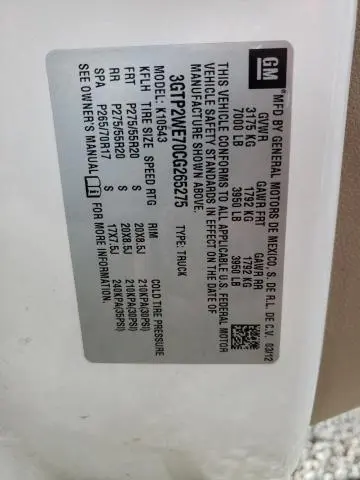 GM
MFD BY GENERAL MOTORS DE MEXICO, S. DE R.L. DE C.V. 03/12
GVWR GAWR FRT GAWR RR
3175 KG 1792 KG 1792 KG
7000 LB 3950 LB 3950 LB
THIS VEHICLE CONFORMS TO ALL APPLICABLE U.S. FEDERAL MOTOR
VEHICLE SAFETY STANDARDS IN EFFECT ON THE DATE OF
MANUFACTURE SHOWN ABOVE.
3GTP2WE70CG265275 TYPE: TRUCK
MODEL: K10543
KFLH TIRE SIZE SPEED RTG RIM COLD TIRE PRESSURE
FRT P275/55R20 S 20X8.5J 210KPA(30PSI)
RR P275/55R20 S 20X8.5J 210KPA(30PSI)
SPA P265/70R17 S 17X7.5J 240KPA(35PSI)
SEE OWNER'S MANUAL FOR MORE INFORMATION.